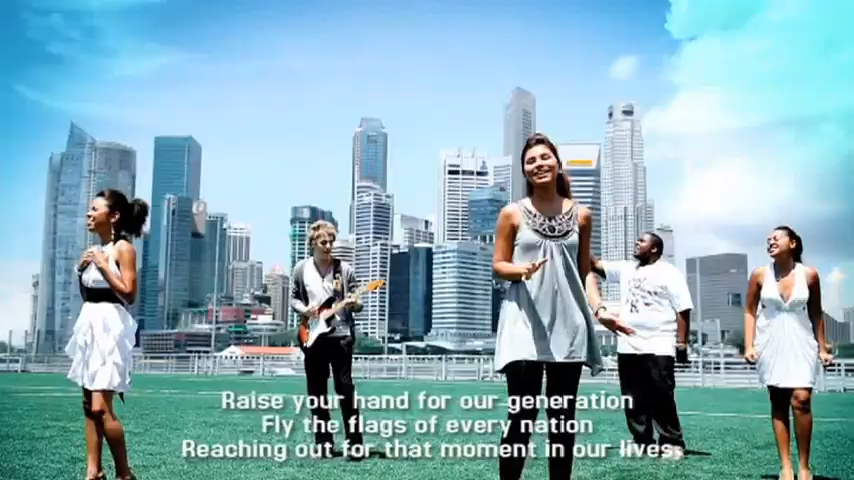 Raise your hand for our generation
Fly the flags of every nation
Reaching out for that moment in our lives